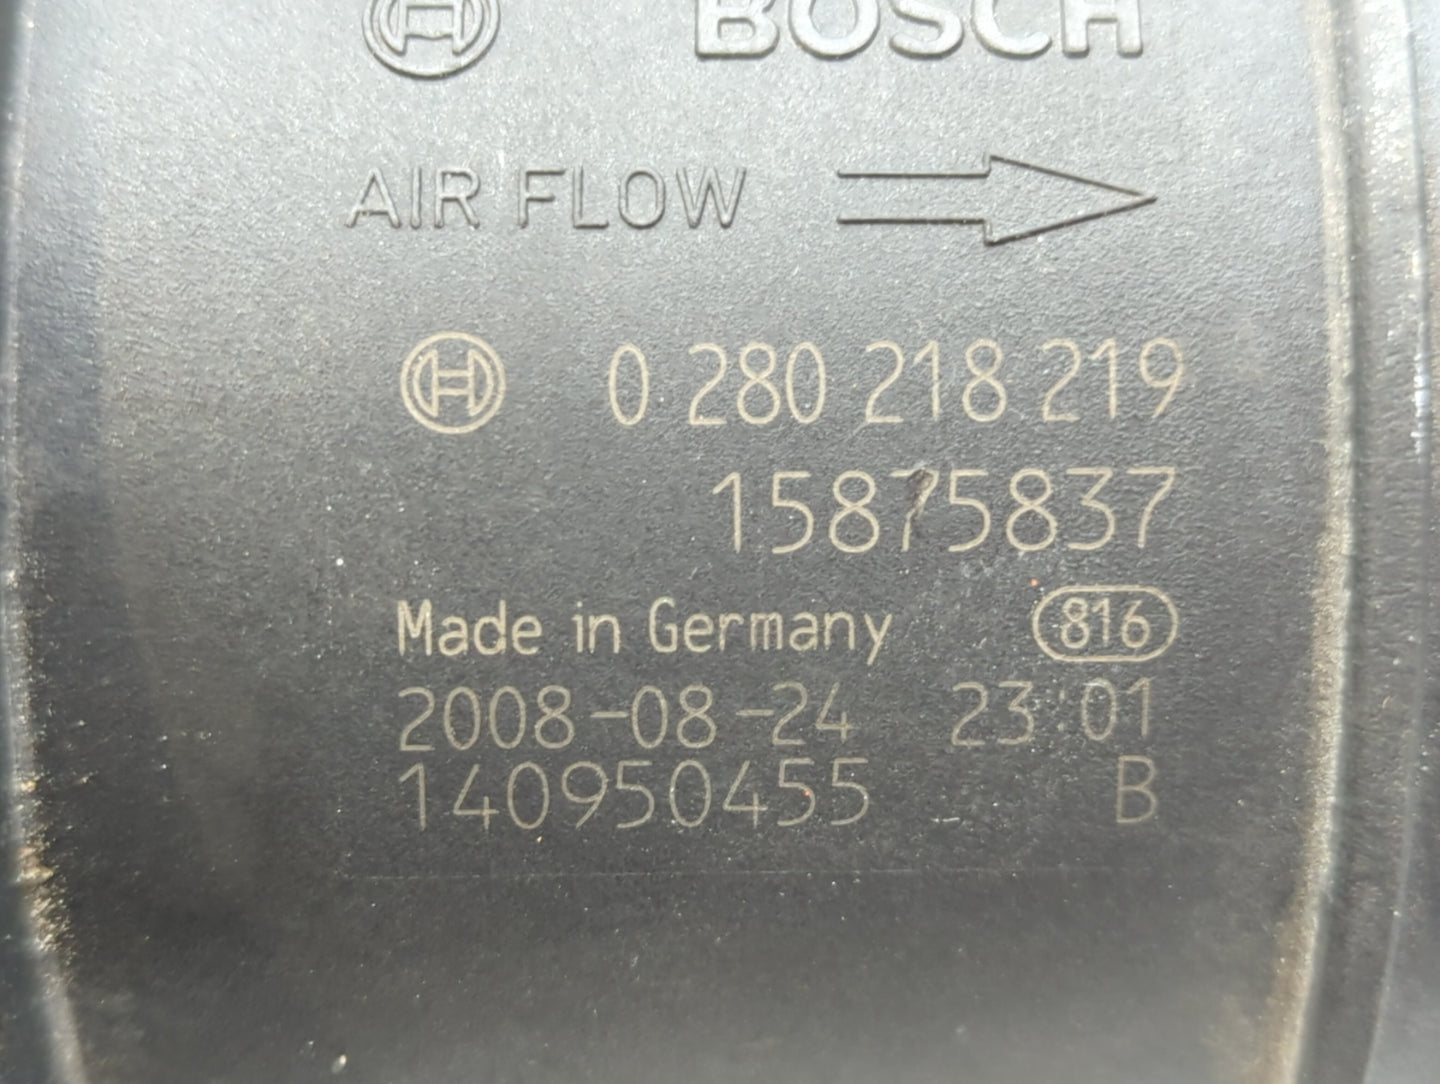 BOSCH
AIR FLOW
0 280 218 219
15875837
Made in Germany 816
2008-08-24 23:01
140950455 B